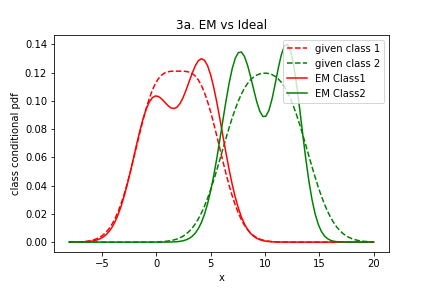 3a. EM vs Ideal
given class 1
given class 2
EM Class1
EM Class2
class conditional pdf
0.14
0.12
0.10
0.08
0.06
0.04
0.02
0.00
−5
0
5
10
15
20
x